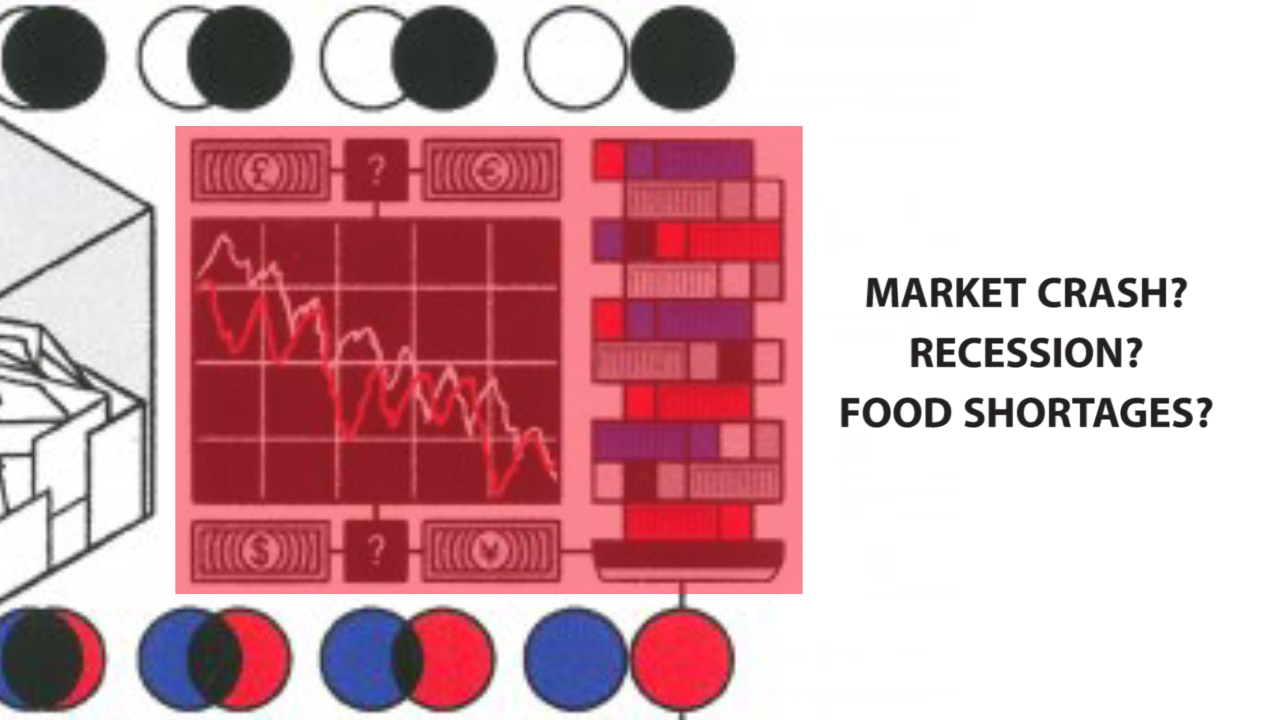 £ ? €
$ ? ¥
MARKET CRASH?
RECESSION?
FOOD SHORTAGES?